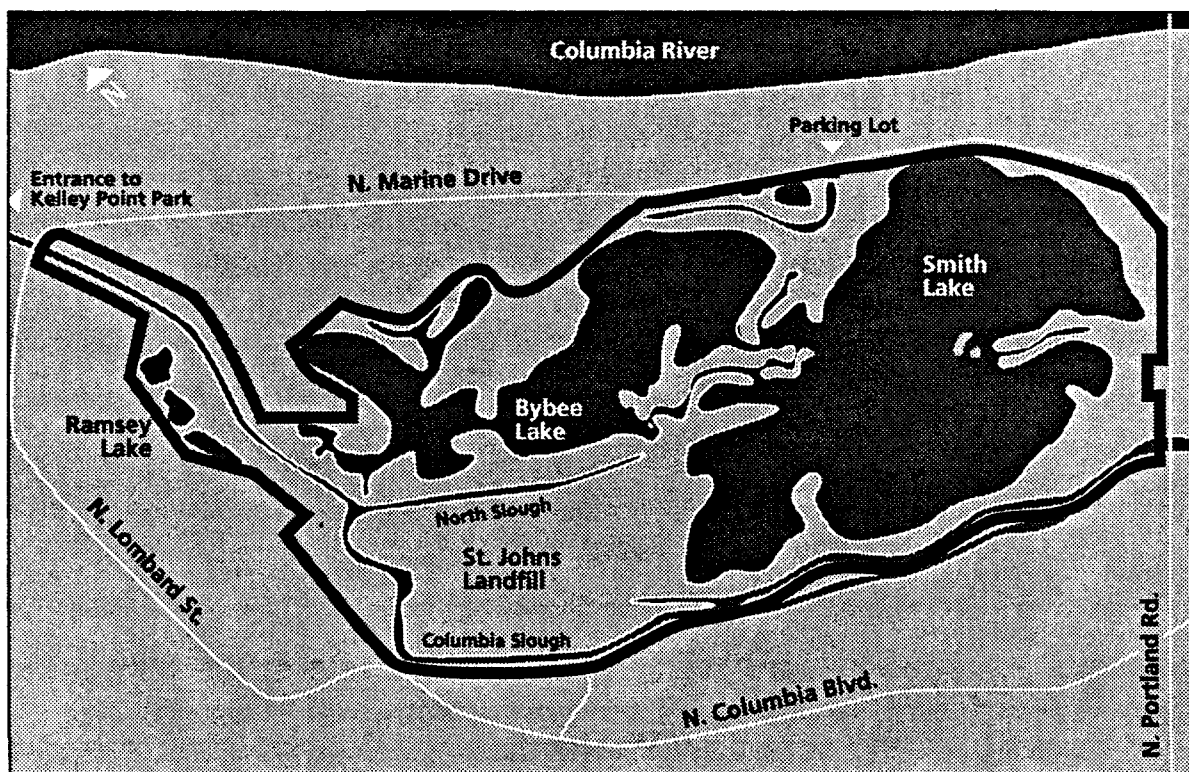 Columbia River
N
Parking Lot
Entrance to
Kelley Point Park
N. Marine Drive
Smith
Lake
Bybee
Lake
Ramsey
Lake
North Slough
N. Lombard St.
St. Johns
Landfill
Columbia Slough
N. Columbia Blvd.
N. Portland Rd.